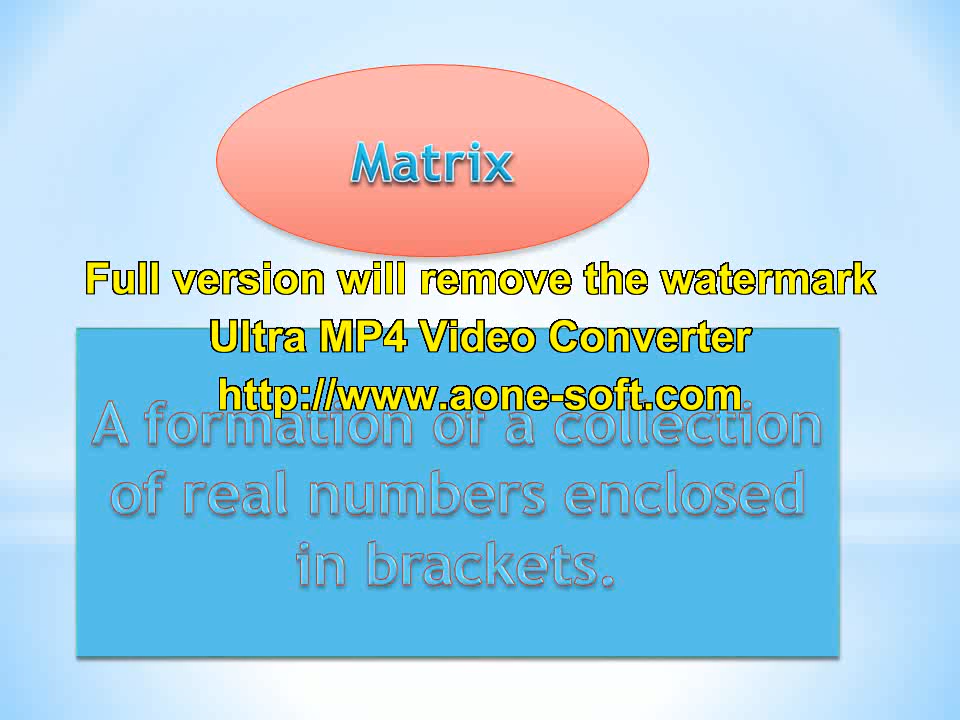 Matrix
Full version will remove the watermark
Ultra MP4 Video Converter
http://www.aone-soft.com
A formation of a collection
of real numbers enclosed
in brackets.